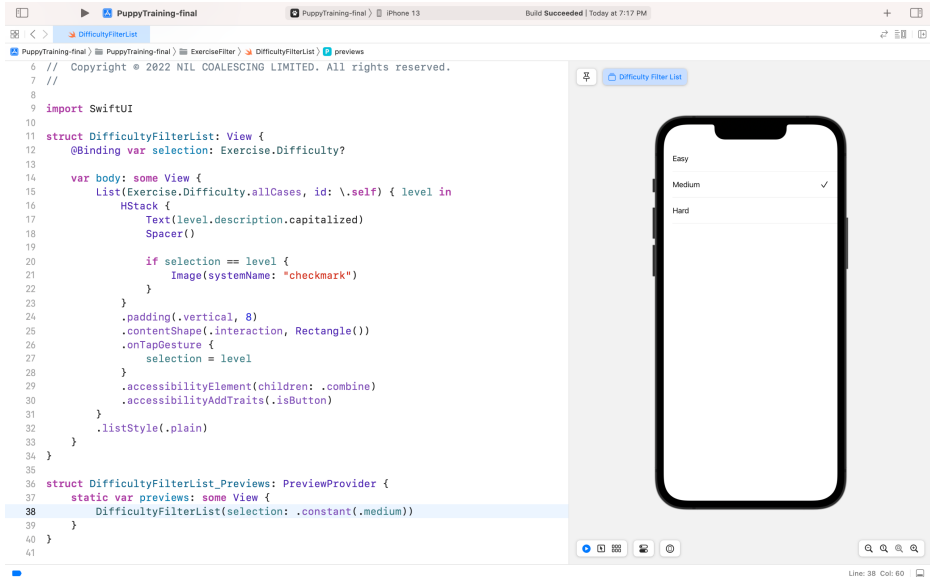 PuppyTraining-final
PuppyTraining-final 〉 iPhone 13
Build Succeeded | Today at 7:17 PM
DifficultyFilterList
PuppyTraining-final 〉 PuppyTraining-final 〉 ExerciseFilter 〉 DifficultyFilterList 〉 P previews
6 //  Copyright © 2022 NIL COALESCING LIMITED. All rights reserved.
7 //
8
9 import SwiftUI
10
11 struct DifficultyFilterList: View {
12     @Binding var selection: Exercise.Difficulty?
13
14     var body: some View {
15         List(Exercise.Difficulty.allCases, id: \.self) { level in
16             HStack {
17                 Text(level.description.capitalized)
18                 Spacer()
19
20                 if selection == level {
21                     Image(systemName: "checkmark")
22                 }
23             }
24             .padding(.vertical, 8)
25             .contentShape(.interaction, Rectangle())
26             .onTapGesture {
27                 selection = level
28             }
29             .accessibilityElement(children: .combine)
30             .accessibilityAddTraits(.isButton)
31         }
32         .listStyle(.plain)
33     }
34 }
35
36 struct DifficultyFilterList_Previews: PreviewProvider {
37     static var previews: some View {
38         DifficultyFilterList(selection: .constant(.medium))
39     }
40 }
41
Difficulty Filter List
Easy
Medium
Hard
Line: 38 Col: 60